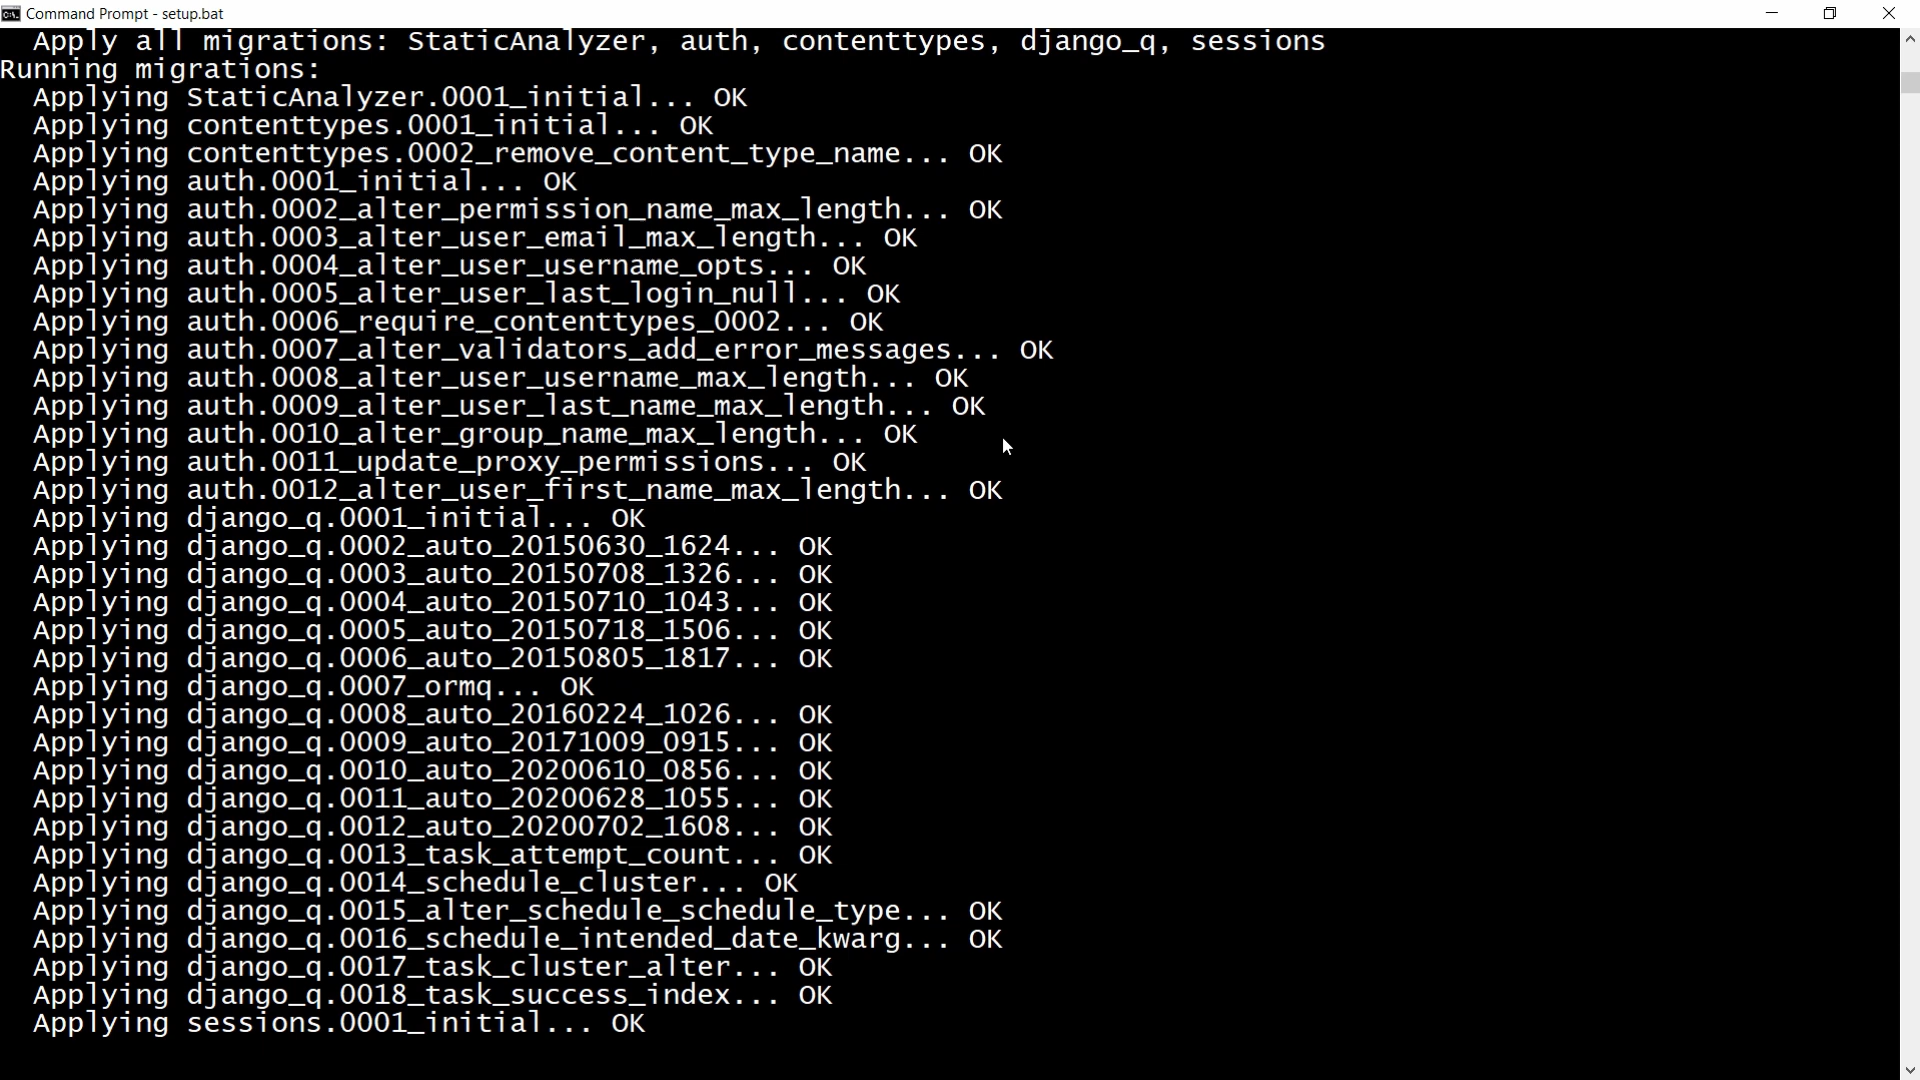 Command Prompt - setup.bat
Apply all migrations: StaticAnalyzer, auth, contenttypes, django_q, sessions
Running migrations:
Applying StaticAnalyzer.0001_initial... OK
Applying contenttypes.0001_initial... OK
Applying contenttypes.0002_remove_content_type_name... OK
Applying auth.0001_initial... OK
Applying auth.0002_alter_permission_name_max_length... OK
Applying auth.0003_alter_user_email_max_length... OK
Applying auth.0004_alter_user_username_opts... OK
Applying auth.0005_alter_user_last_login_null... OK
Applying auth.0006_require_contenttypes_0002... OK
Applying auth.0007_alter_validators_add_error_messages... OK
Applying auth.0008_alter_user_username_max_length... OK
Applying auth.0009_alter_user_last_name_max_length... OK
Applying auth.0010_alter_group_name_max_length... OK
Applying auth.0011_update_proxy_permissions... OK
Applying auth.0012_alter_user_first_name_max_length... OK
Applying django_q.0001_initial... OK
Applying django_q.0002_auto_20150630_1624... OK
Applying django_q.0003_auto_20150708_1326... OK
Applying django_q.0004_auto_20150710_1043... OK
Applying django_q.0005_auto_20150718_1506... OK
Applying django_q.0006_auto_20150805_1817... OK
Applying django_q.0007_ormq... OK
Applying django_q.0008_auto_20160224_1026... OK
Applying django_q.0009_auto_20171009_0915... OK
Applying django_q.0010_auto_20200610_0856... OK
Applying django_q.0011_auto_20200628_1055... OK
Applying django_q.0012_auto_20200702_1608... OK
Applying django_q.0013_task_attempt_count... OK
Applying django_q.0014_schedule_cluster... OK
Applying django_q.0015_alter_schedule_schedule_type... OK
Applying django_q.0016_schedule_intended_date_kwarg... OK
Applying django_q.0017_task_cluster_alter... OK
Applying django_q.0018_task_success_index... OK
Applying sessions.0001_initial... OK